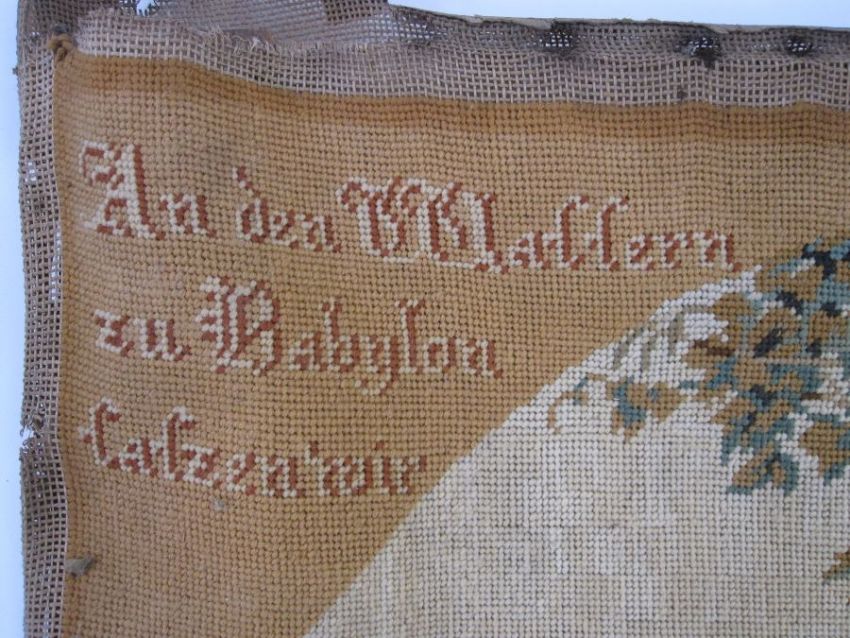 An den Wassern
zu Babylon
saßen wir